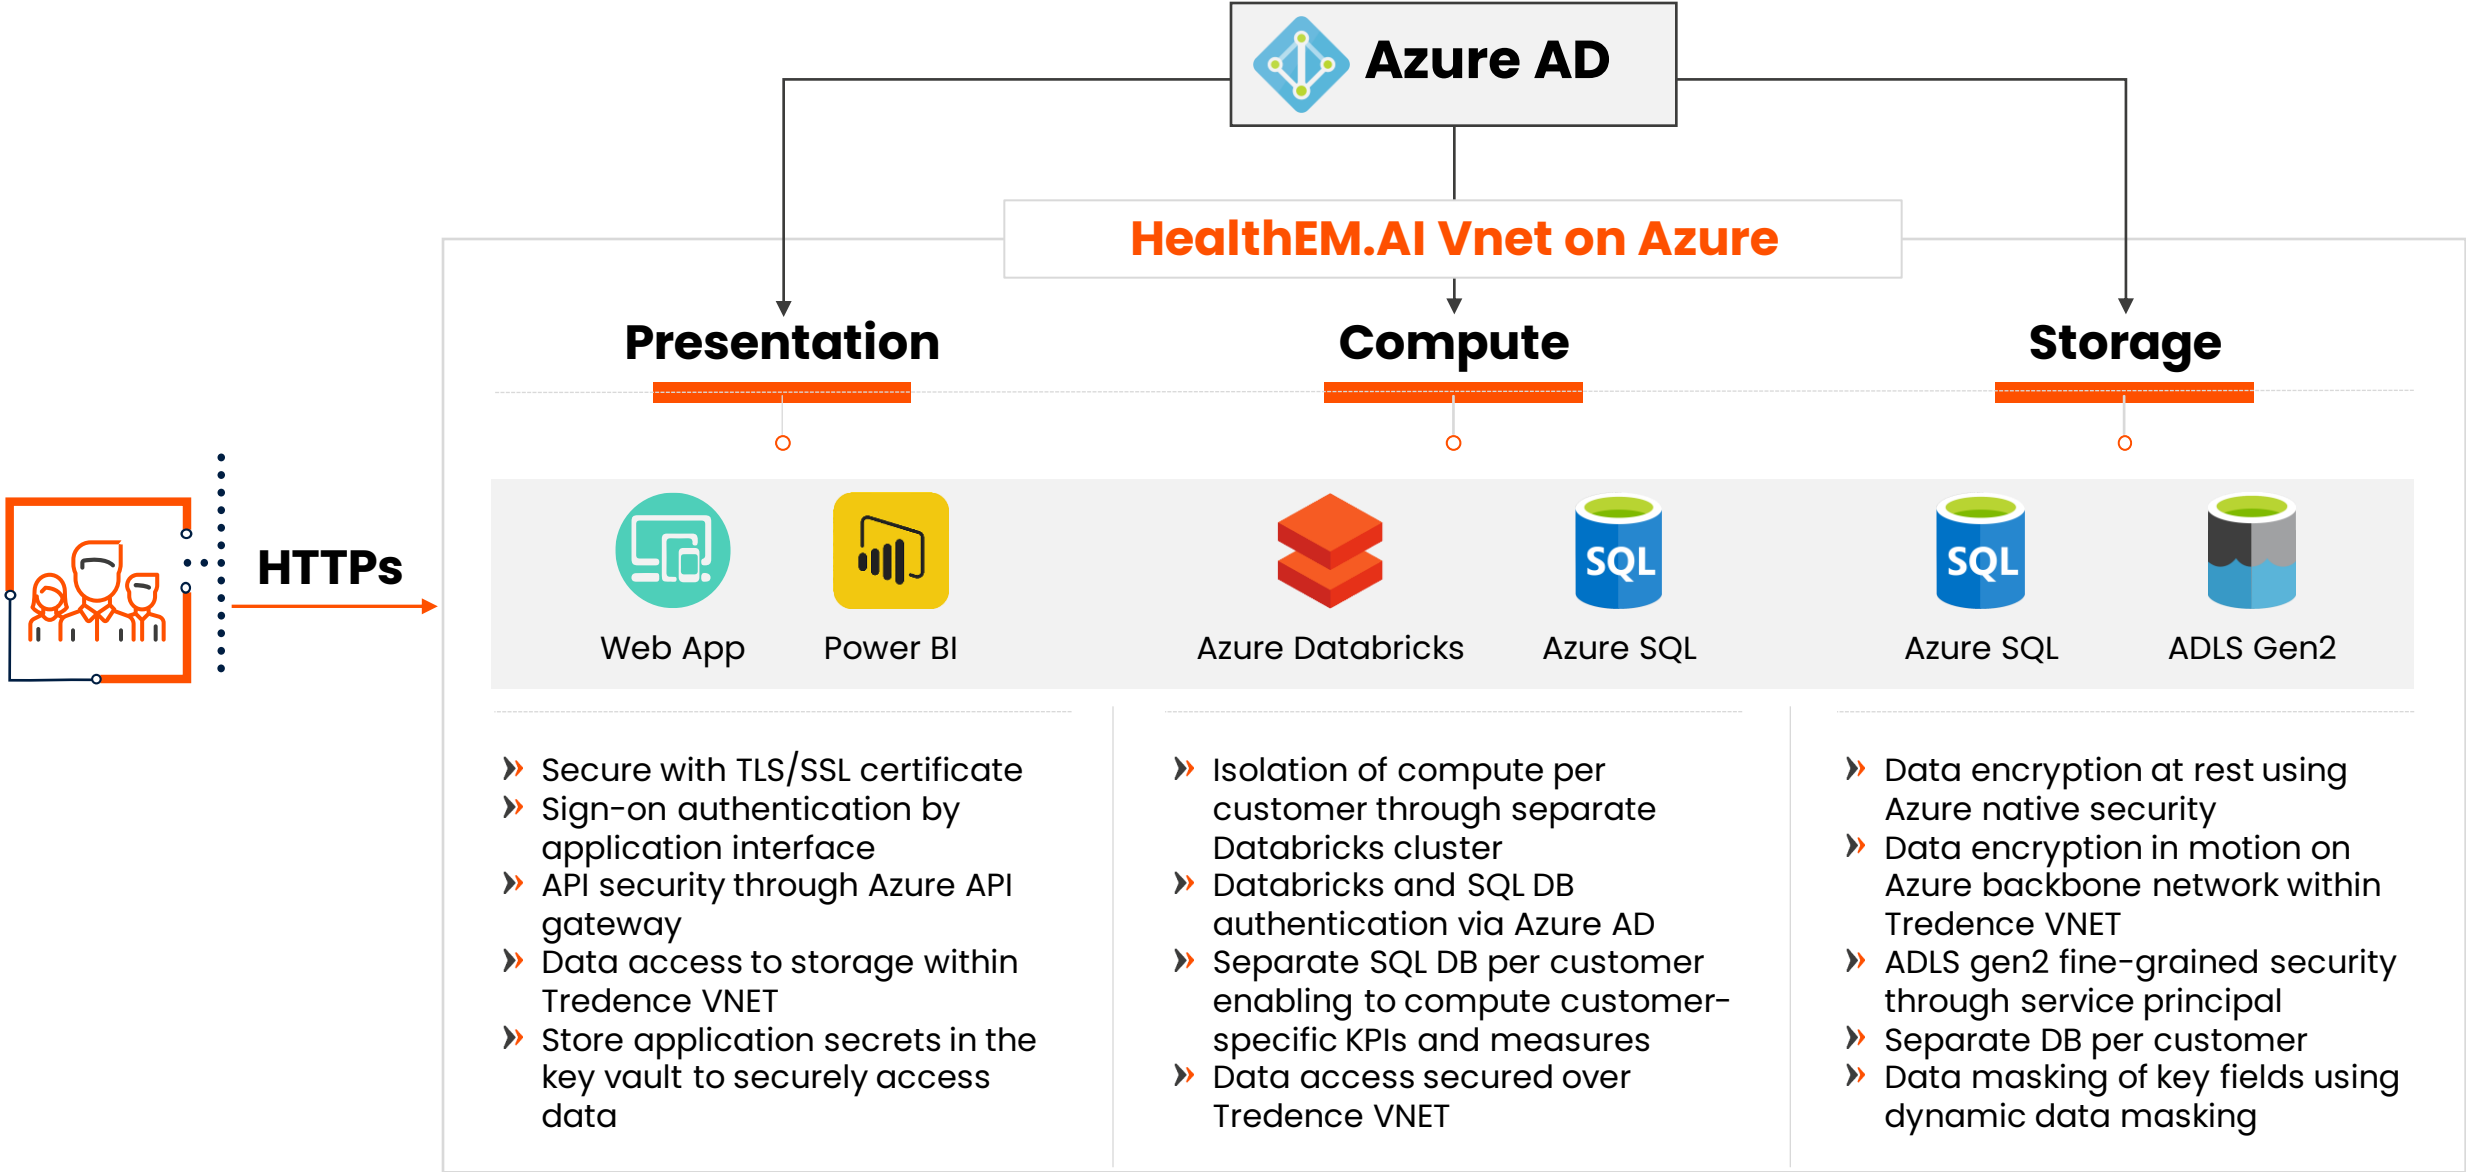 Azure AD
HealthEM.AI Vnet on Azure
Presentation
Compute
Storage
HTTPs
SQL
SQL
Web App
Power BI
Azure Databricks
Azure SQL
Azure SQL
ADLS Gen2
Secure with TLS/SSL certificate
Sign-on authentication by
application interface
API security through Azure API
gateway
Data access to storage within
Tredence VNET
Store application secrets in the
key vault to securely access
data
Isolation of compute per
customer through separate
Databricks cluster
Databricks and SQL DB
authentication via Azure AD
Separate SQL DB per customer
enabling to compute customer-
specific KPIs and measures
Data access secured over
Tredence VNET
Data encryption at rest using
Azure native security
Data encryption in motion on
Azure backbone network within
Tredence VNET
ADLS gen2 fine-grained security
through service principal
Separate DB per customer
Data masking of key fields using
dynamic data masking